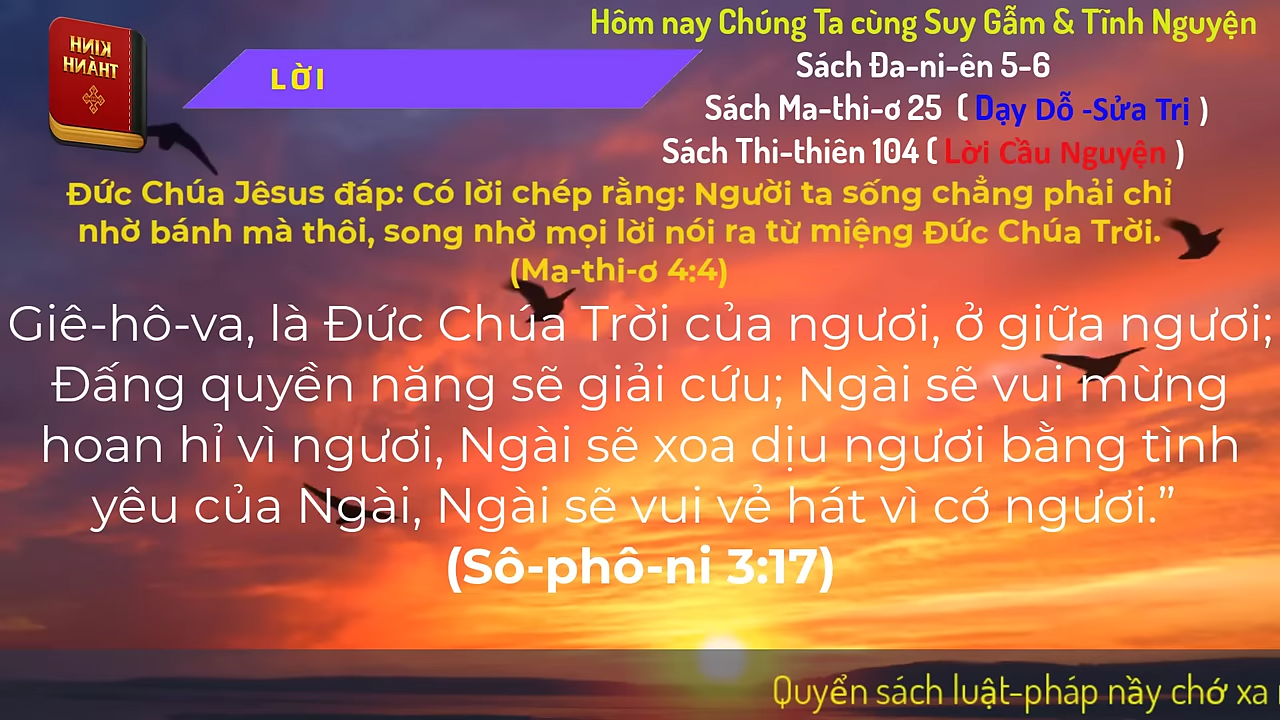 KINH
THÁNH
LỜI
Hôm nay Chúng Ta cùng Suy Gẫm & Tĩnh Nguyện
Sách Đa-ni-ên 5-6
Sách Ma-thi-ơ 25 ( Dạy Dỗ -Sửa Trị )
Sách Thi-thiên 104 ( Lời Cầu Nguyện )
Đức Chúa Jêsus đáp: Có lời chép rằng: Người ta sống chẳng phải chỉ
nhờ bánh mà thôi, song nhờ mọi lời nói ra từ miệng Đức Chúa Trời.
(Ma-thi-ơ 4:4)
Giê-hô-va, là Đức Chúa Trời của ngươi, ở giữa ngươi;
Đấng quyền năng sẽ giải cứu; Ngài sẽ vui mừng
hoan hỉ vì ngươi, Ngài sẽ xoa dịu ngươi bằng tình
yêu của Ngài, Ngài sẽ vui vẻ hát vì cớ ngươi.”
(Sô-phô-ni 3:17)
Quyển sách luật-pháp nầy chớ xa